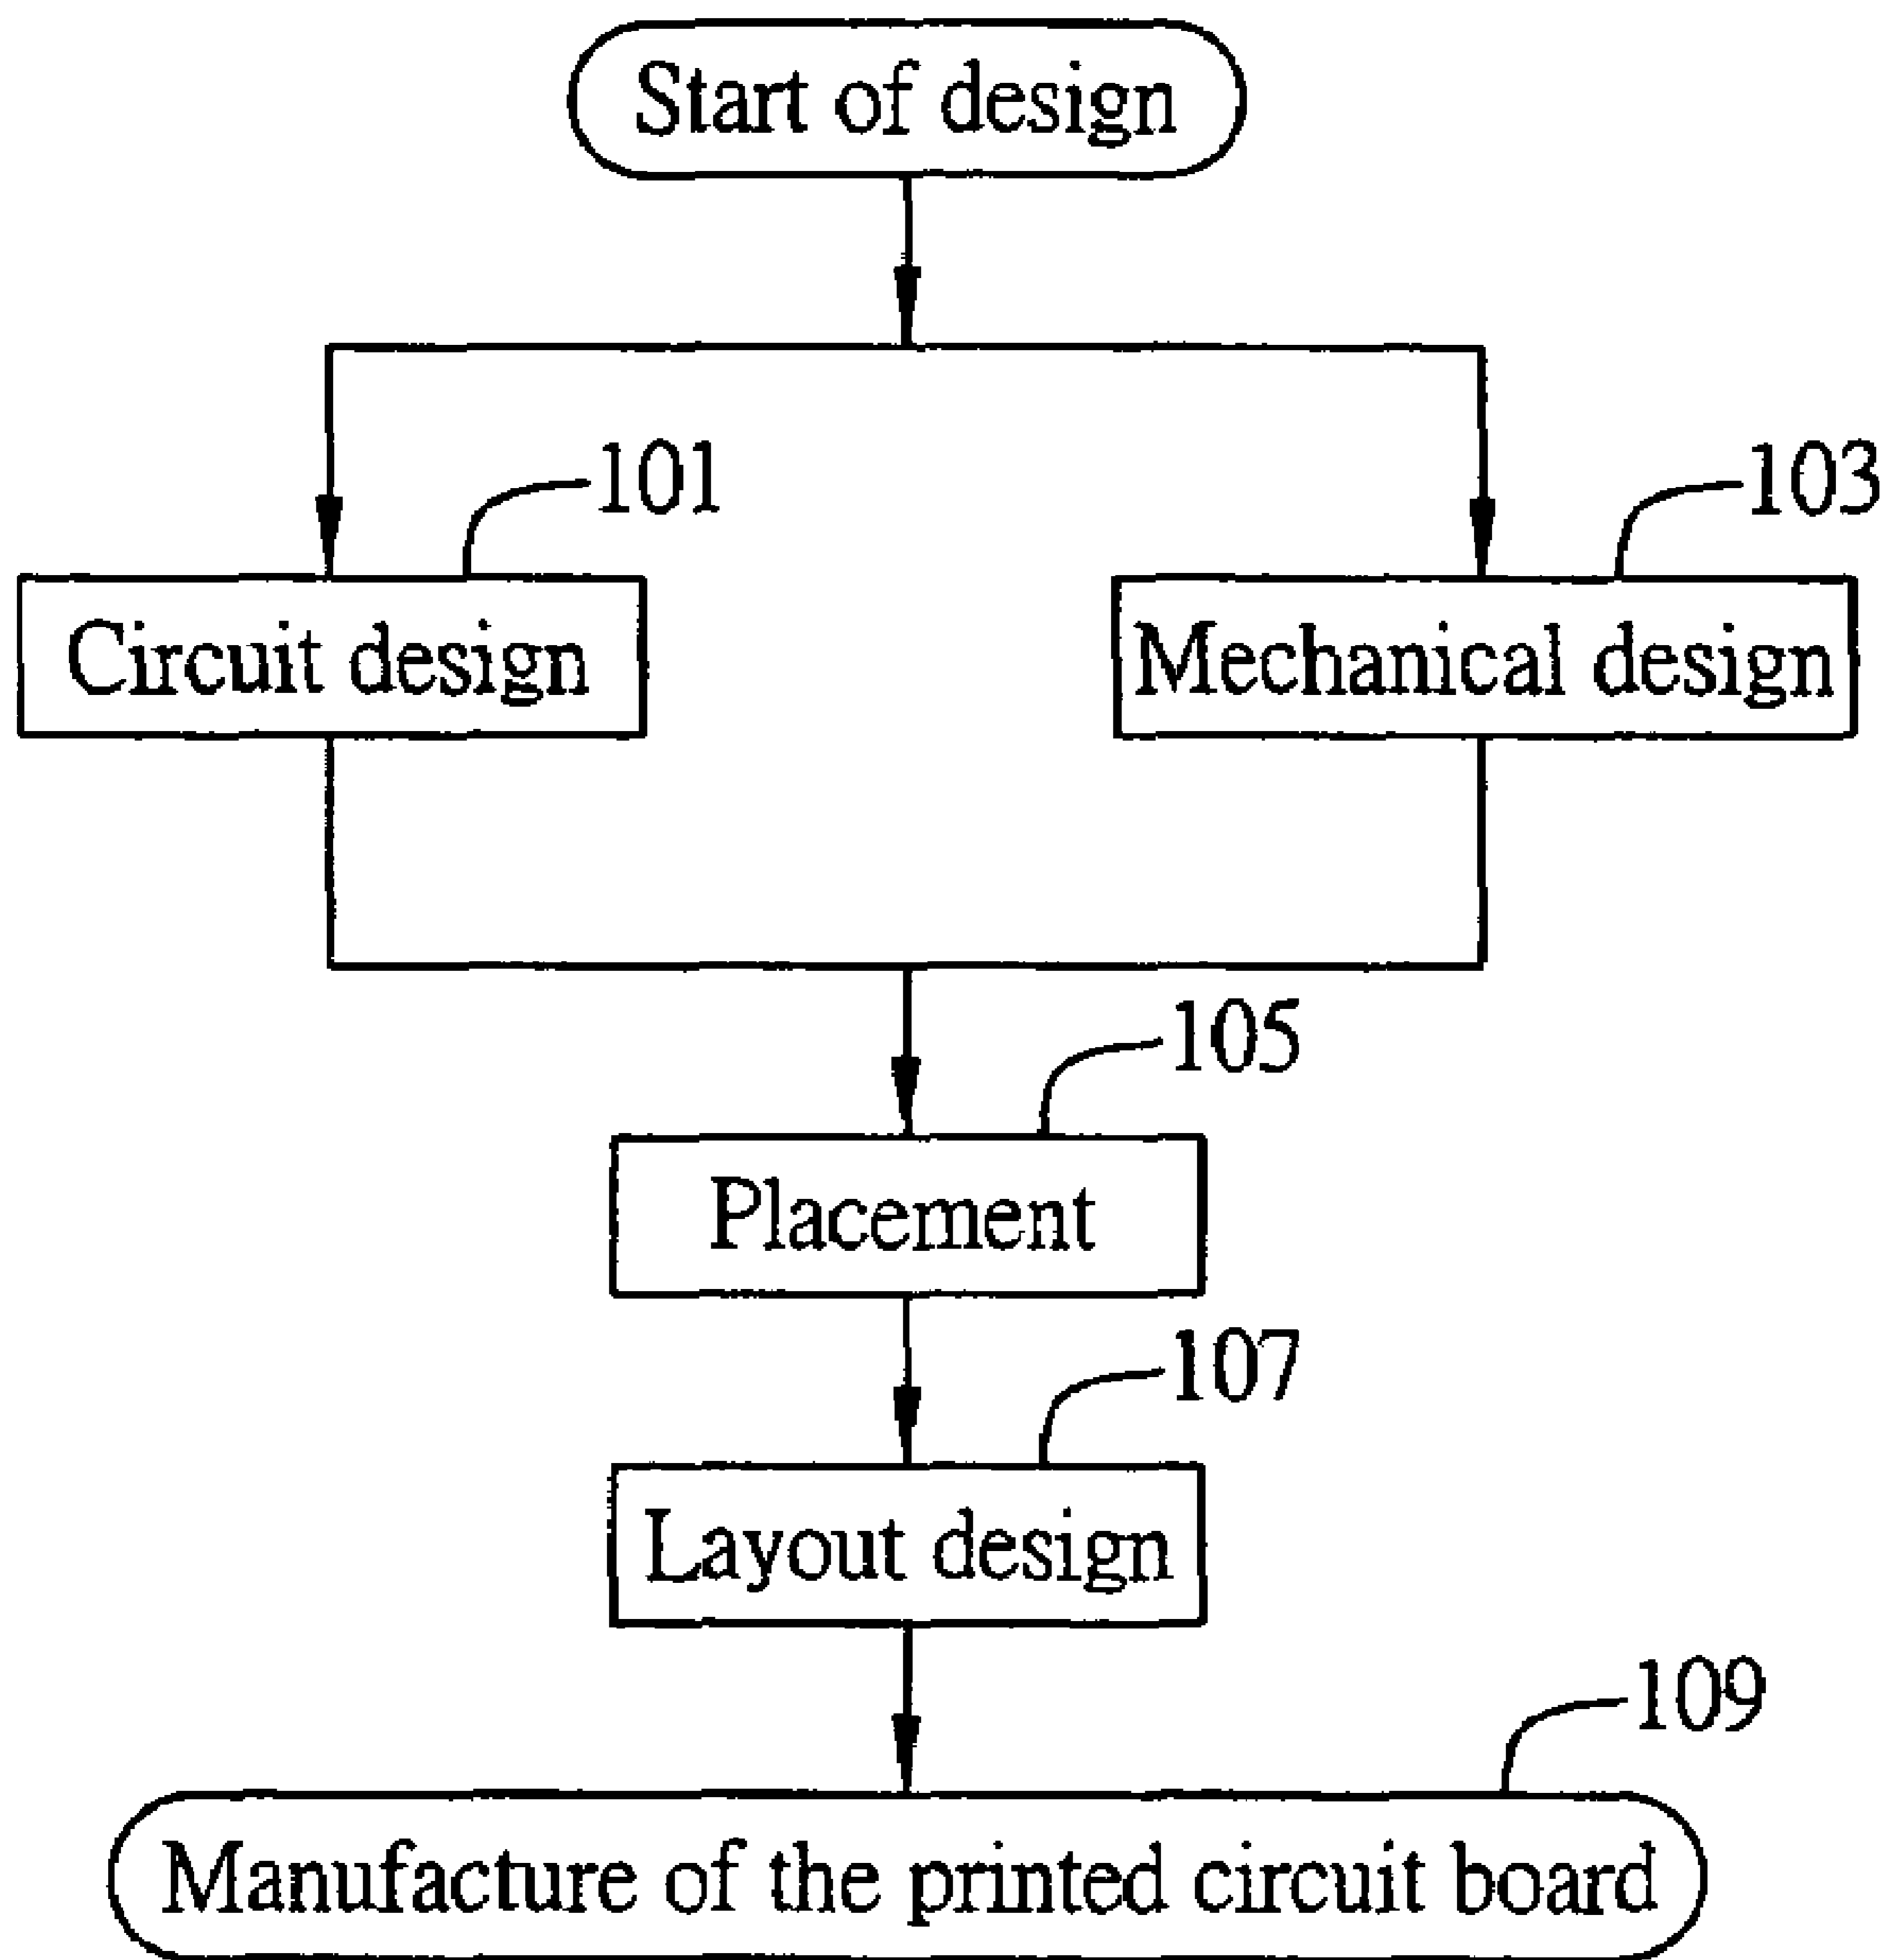 Start of design
101
103
Circuit design
Mechanical design
105
Placement
107
Layout design
109
Manufacture of the printed circuit board